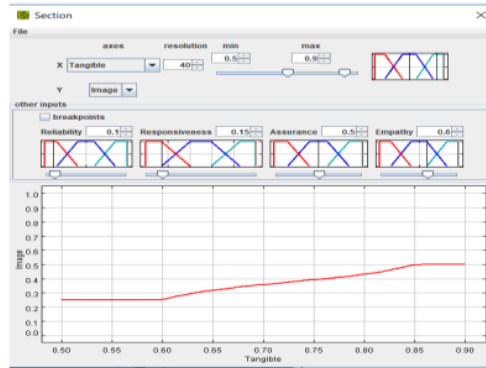 Section
File
axes resolution min max
X Tangible 40 0.5 0.9
Y Image
other inputs
breakpoints
Reliability 0.1 Responsiveness 0.15 Assurance 0.5 Empathy 0.6
1.0
0.9
0.8
0.7
0.6
0.5
0.4
0.3
0.2
0.1
0.0
Image
0.50 0.55 0.60 0.65 0.70 0.75 0.80 0.85 0.90
Tangible